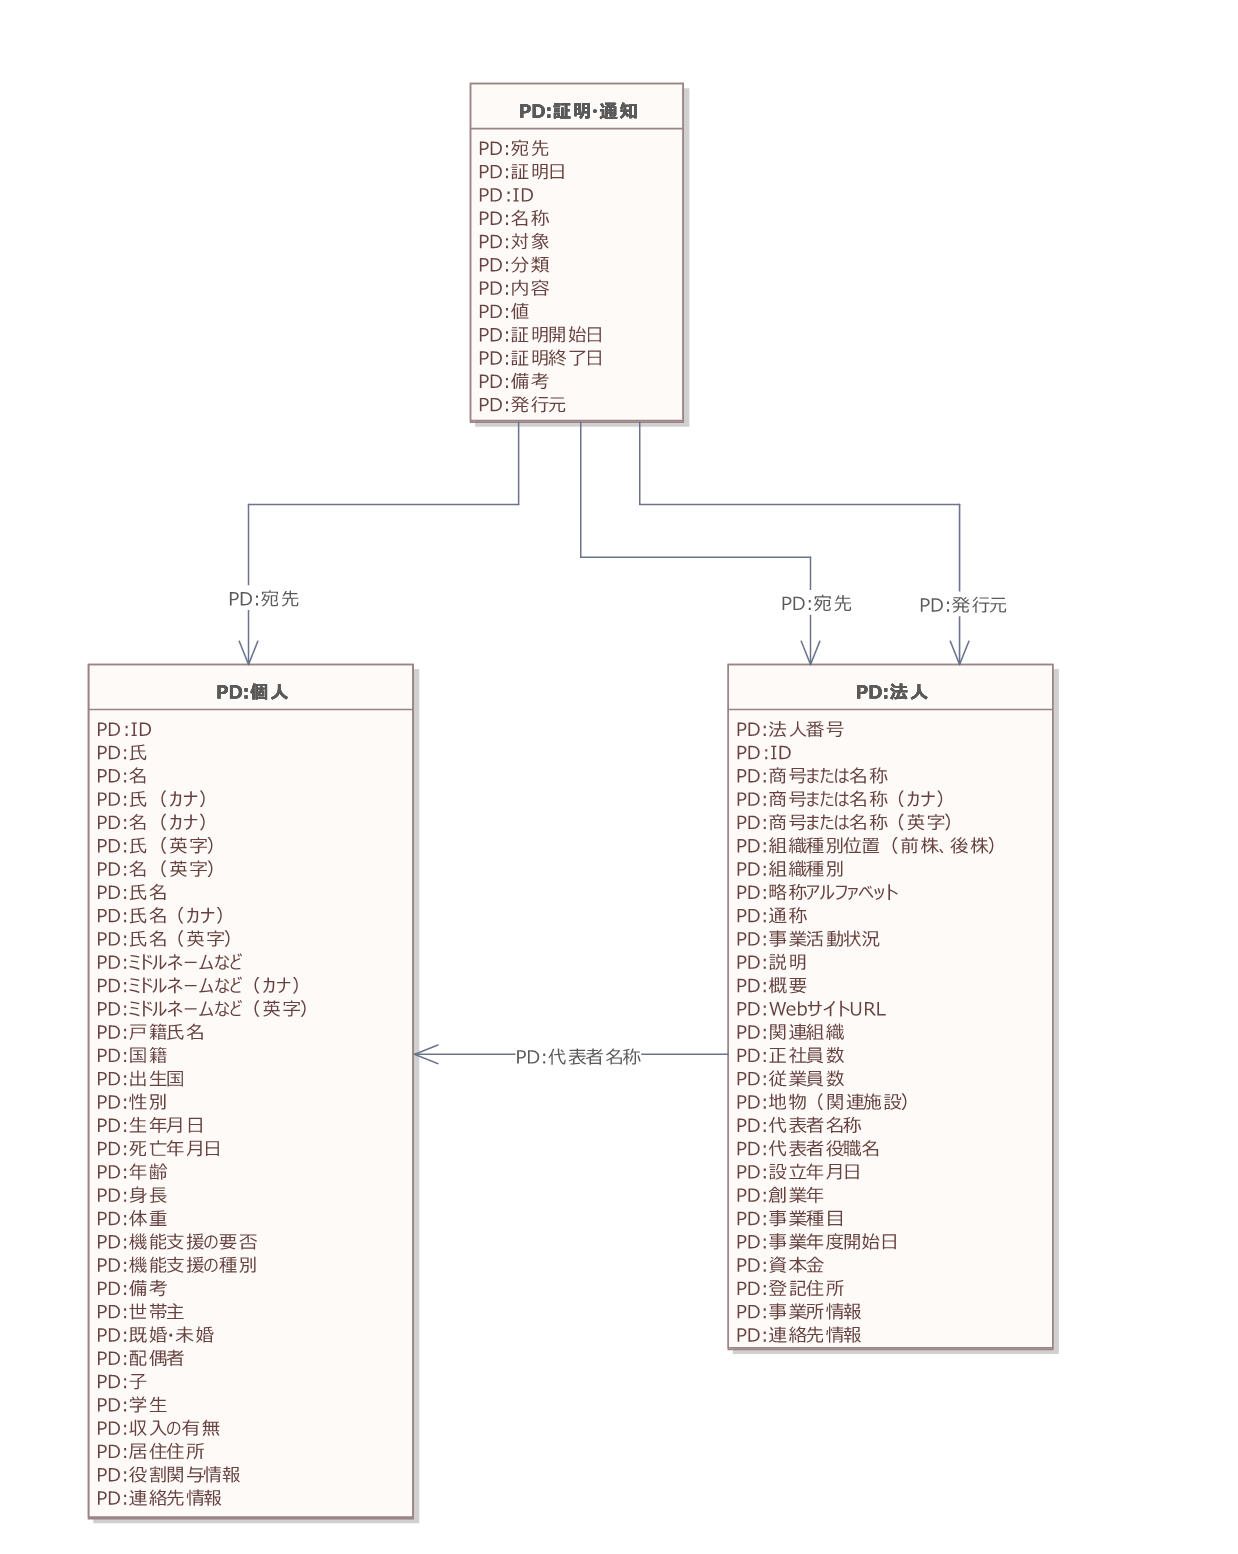 PD:証明・通知
PD:宛先
PD:証明日
PD:ID
PD:名称
PD:対象
PD:分類
PD:内容
PD:値
PD:証明開始日
PD:証明終了日
PD:備考
PD:発行元
PD:宛先
PD:宛先
PD:発行元
PD:個人
PD:ID
PD:氏
PD:名
PD:氏（カナ）
PD:名（カナ）
PD:氏（英字）
PD:名（英字）
PD:氏名
PD:氏名（カナ）
PD:氏名（英字）
PD:ミドルネームなど
PD:ミドルネームなど（カナ）
PD:ミドルネームなど（英字）
PD:戸籍氏名
PD:国籍
PD:出生国
PD:性別
PD:生年月日
PD:死亡年月日
PD:年齢
PD:身長
PD:体重
PD:機能支援の要否
PD:機能支援の種別
PD:備考
PD:世帯主
PD:既婚・未婚
PD:配偶者
PD:子
PD:学生
PD:収入の有無
PD:居住住所
PD:役割関与情報
PD:連絡先情報
PD:代表者名称
PD:法人
PD:法人番号
PD:ID
PD:商号または名称
PD:商号または名称（カナ）
PD:商号または名称（英字）
PD:組織種別位置（前株、後株）
PD:組織種別
PD:略称アルファベット
PD:通称
PD:事業活動状況
PD:説明
PD:概要
PD:WebサイトURL
PD:関連組織
PD:正社員数
PD:従業員数
PD:地物（関連施設）
PD:代表者名称
PD:代表者役職名
PD:設立年月日
PD:創業年
PD:事業種目
PD:事業年度開始日
PD:資本金
PD:登記住所
PD:事業所情報
PD:連絡先情報